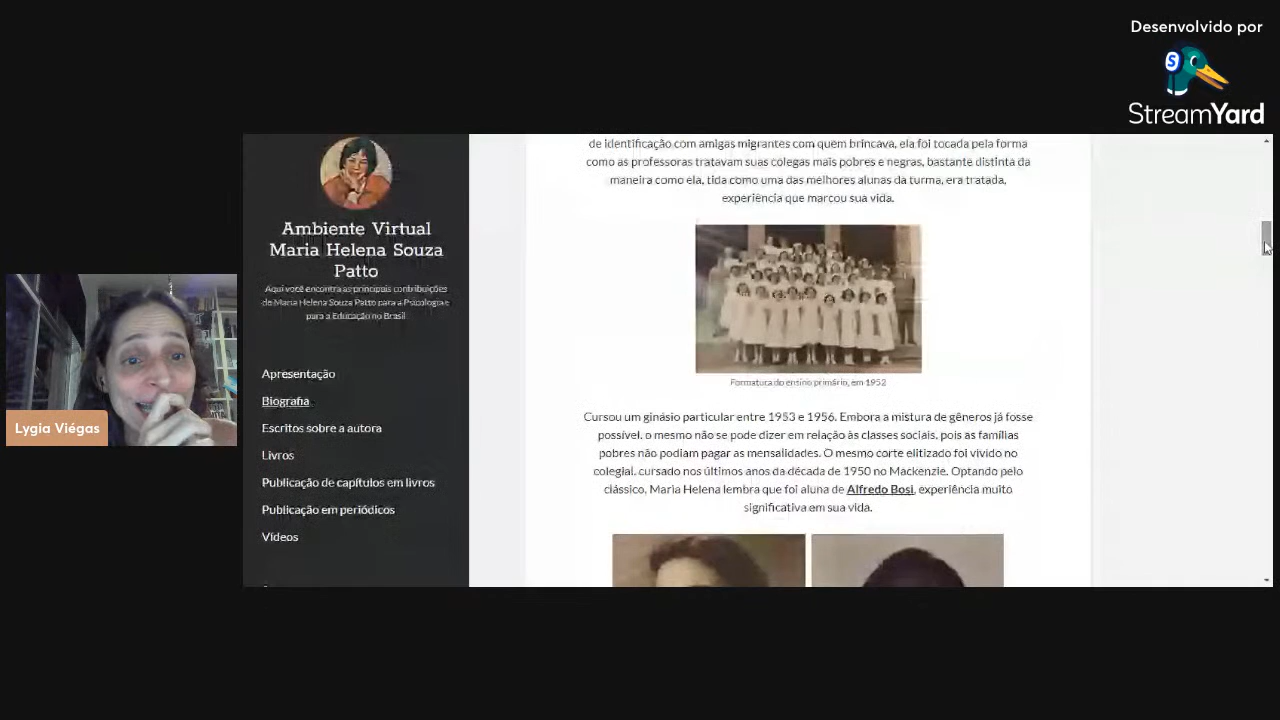 Desenvolvido por
StreamYard
Lygia Viégas
Ambiente Virtual
Maria Helena Souza
Patto
Aqui você encontra as principais contribuições
de Maria Helena Souza Patto para a Psicologia e
para a Educação no Brasil
Apresentação
Biografia
Escritos sobre a autora
Livros
Publicação de capítulos em livros
Publicação em periódicos
Vídeos
de identificação com amigas migrantes com quem brincava, ela foi tocada pela forma
como as professoras tratavam suas colegas mais pobres e negras, bastante distinta da
maneira como ela, tida como uma das melhores alunas da turma, era tratada,
experiência que marcou sua vida.
Formatura do ensino primário, em 1952
Cursou um ginásio particular entre 1953 e 1956. Embora a mistura de gêneros já fosse
possível, o mesmo não se pode dizer em relação às classes sociais, pois as famílias
pobres não podiam pagar as mensalidades. O mesmo corte elitizado foi vivido no
colegial, cursado nos últimos anos da década de 1950 no Mackenzie. Optando pelo
clássico, Maria Helena lembra que foi aluna de Alfredo Bosi, experiência muito
significativa em sua vida.